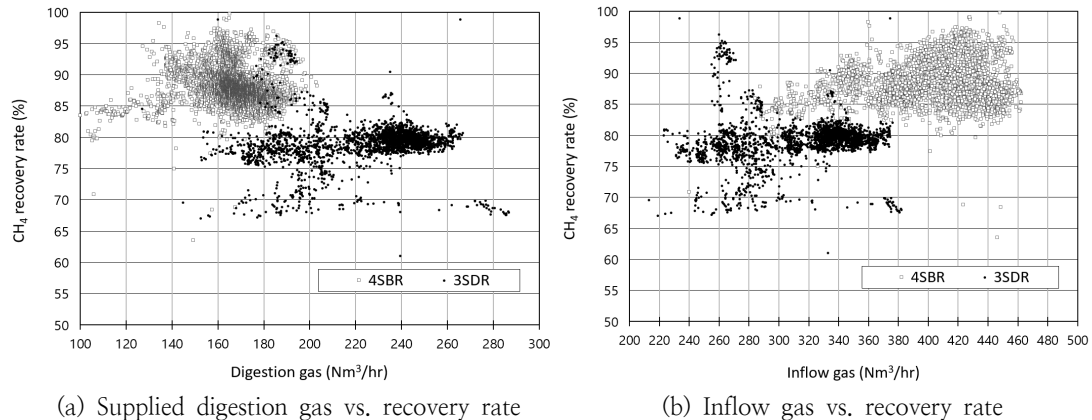 100
95
90
85
80
75
70
65
60
55
50
CH₄ recovery rate (%)
4SBR 3SDR
100 120 140 160 180 200 220 240 260 280 300
Digestion gas (Nm³/hr)
(a) Supplied digestion gas vs. recovery rate
100
95
90
85
80
75
70
65
60
55
50
CH₄ recovery rate (%)
4SBR 3SDR
200 220 240 260 280 300 320 340 360 380 400 420 440 460 480 500
Inflow gas (Nm³/hr)
(b) Inflow gas vs. recovery rate